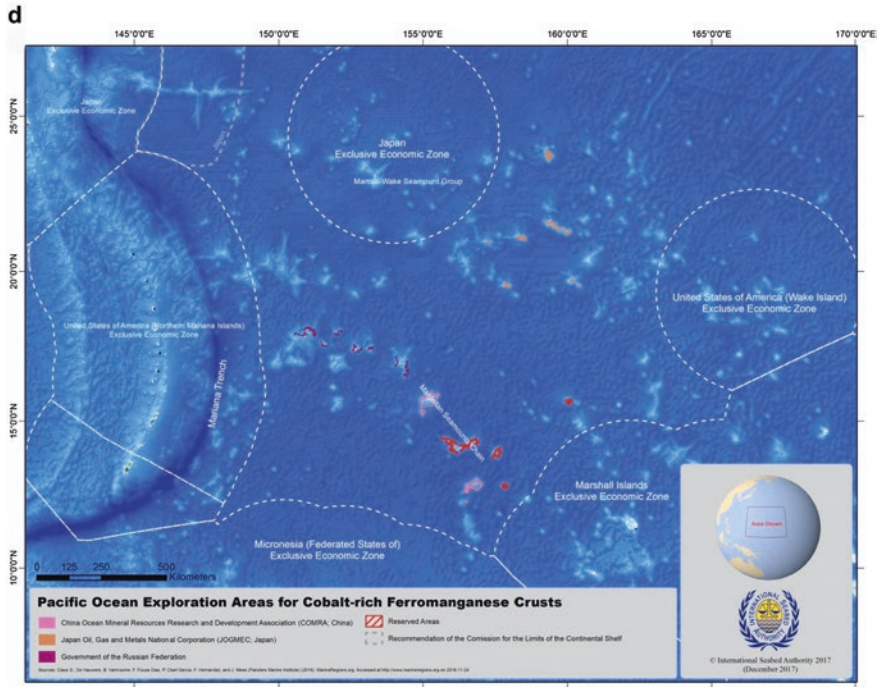 d
145°0'0"E 150°0'0"E 155°0'0"E 160°0'0"E 165°0'0"E 170°0'0"E
25°0'0"N
20°0'0"N
15°0'0"N
10°0'0"N
Japan
Exclusive Economic Zone
Japan
Exclusive Economic Zone
Marcus-Wake Seamount Group
United States of America (Wake Island)
Exclusive Economic Zone
United States of America (Northern Mariana Islands)
Exclusive Economic Zone
Mariana Trench
Magellan Seamount Chain
Marshall Islands
Exclusive Economic Zone
Micronesia (Federated States of)
Exclusive Economic Zone
0 125 250 500
Kilometers
Area Shown
INTERNATIONAL SEABED AUTHORITY
© International Seabed Authority 2017
(December 2017)
Pacific Ocean Exploration Areas for Cobalt-rich Ferromanganese Crusts
China Ocean Mineral Resources Research and Development Association (COMRA; China)
Japan Oil, Gas and Metals National Corporation (JOGMEC; Japan)
Government of the Russian Federation
Reserved Areas
Recommendation of the Comission for the Limits of the Continental Shelf